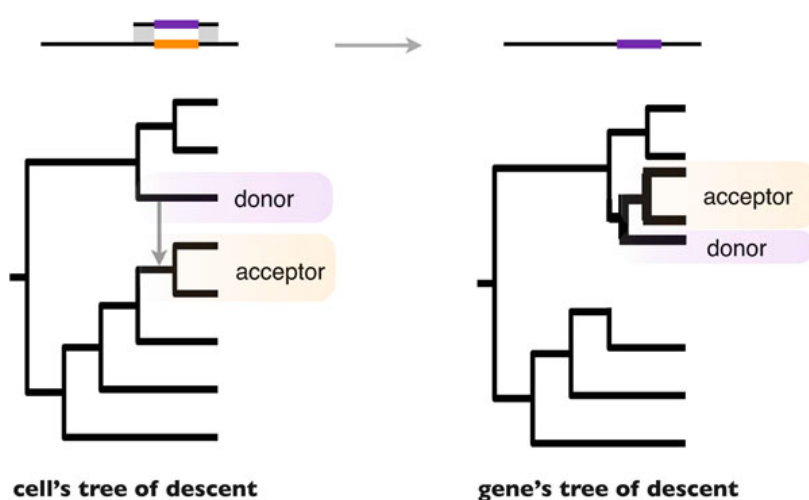 donor
acceptor
cell's tree of descent
acceptor
donor
gene's tree of descent